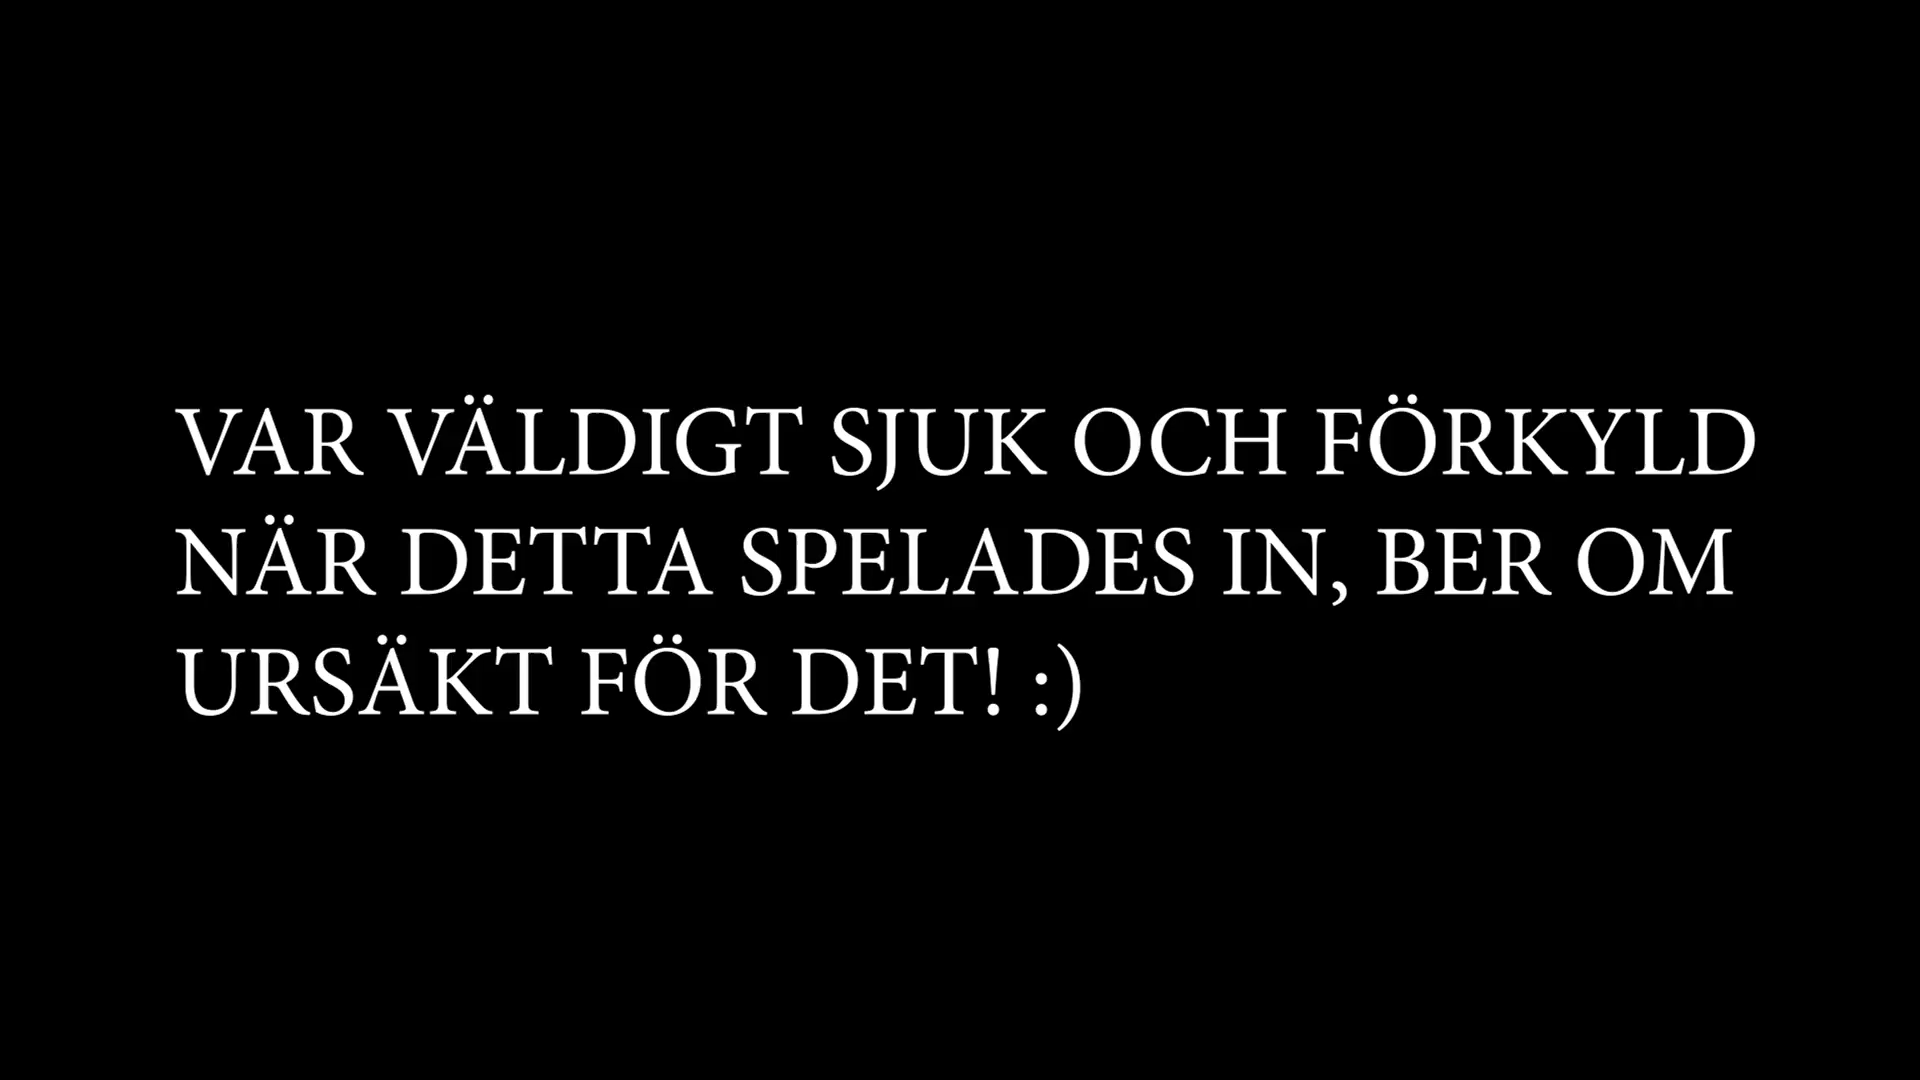 VAR VÄLDIGT SJUK OCH FÖRKYLD
NÄR DETTA SPELADES IN, BER OM
URSÄKT FÖR DET! :)